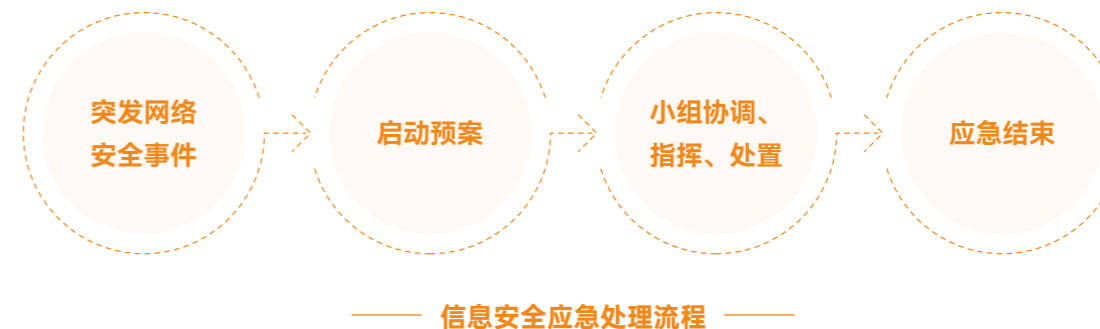 突发网络
安全事件
启动预案
小组协调、
指挥、处置
应急结束
信息安全应急处理流程